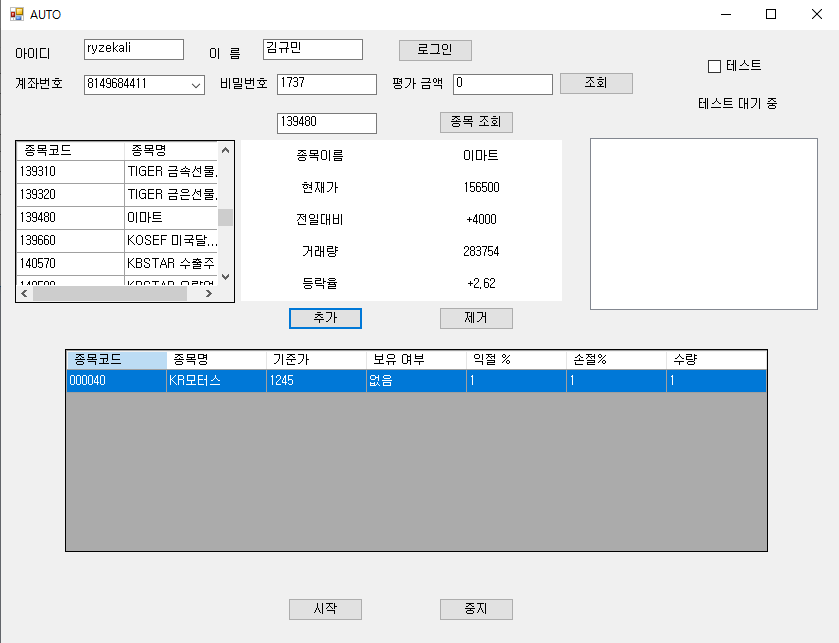 AUTO
아이디 ryzekali 이 름 김규민 로그인
테스트
계좌번호 8149684411 비밀번호 1737 평가 금액 0 조회
테스트 대기 중
139480 종목 조회
종목코드 종목명
139310 TIGER 금속선물...
139320 TIGER 금은선물...
139480 이마트
139660 KOSEF 미국달...
140570 KBSTAR 수출주
종목이름 이마트
현재가 156500
전일대비 +4000
거래량 283754
등락율 +2.62
추가 제거
종목코드 종목명 기준가 보유 여부 익절 % 손절% 수량
000040 KR모터스 1245 없음 1 1 1
시작 중지